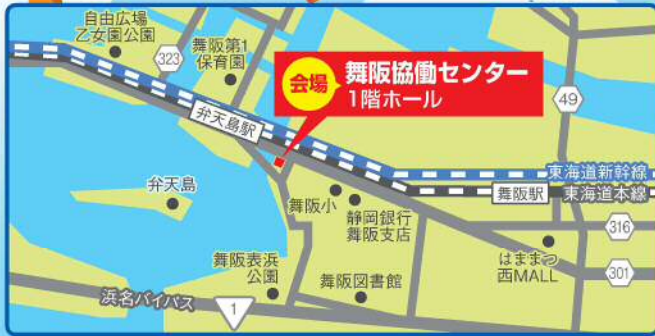 自由広場
乙女園公園
323
舞阪第1
保育園
会場
舞阪協働センター
1階ホール
49
弁天島駅
東海道新幹線
舞阪駅
東海道本線
弁天島
舞阪小
静岡銀行
舞阪支店
316
はままつ
西MALL
301
舞阪表浜
公園
舞阪図書館
浜名バイパス
1